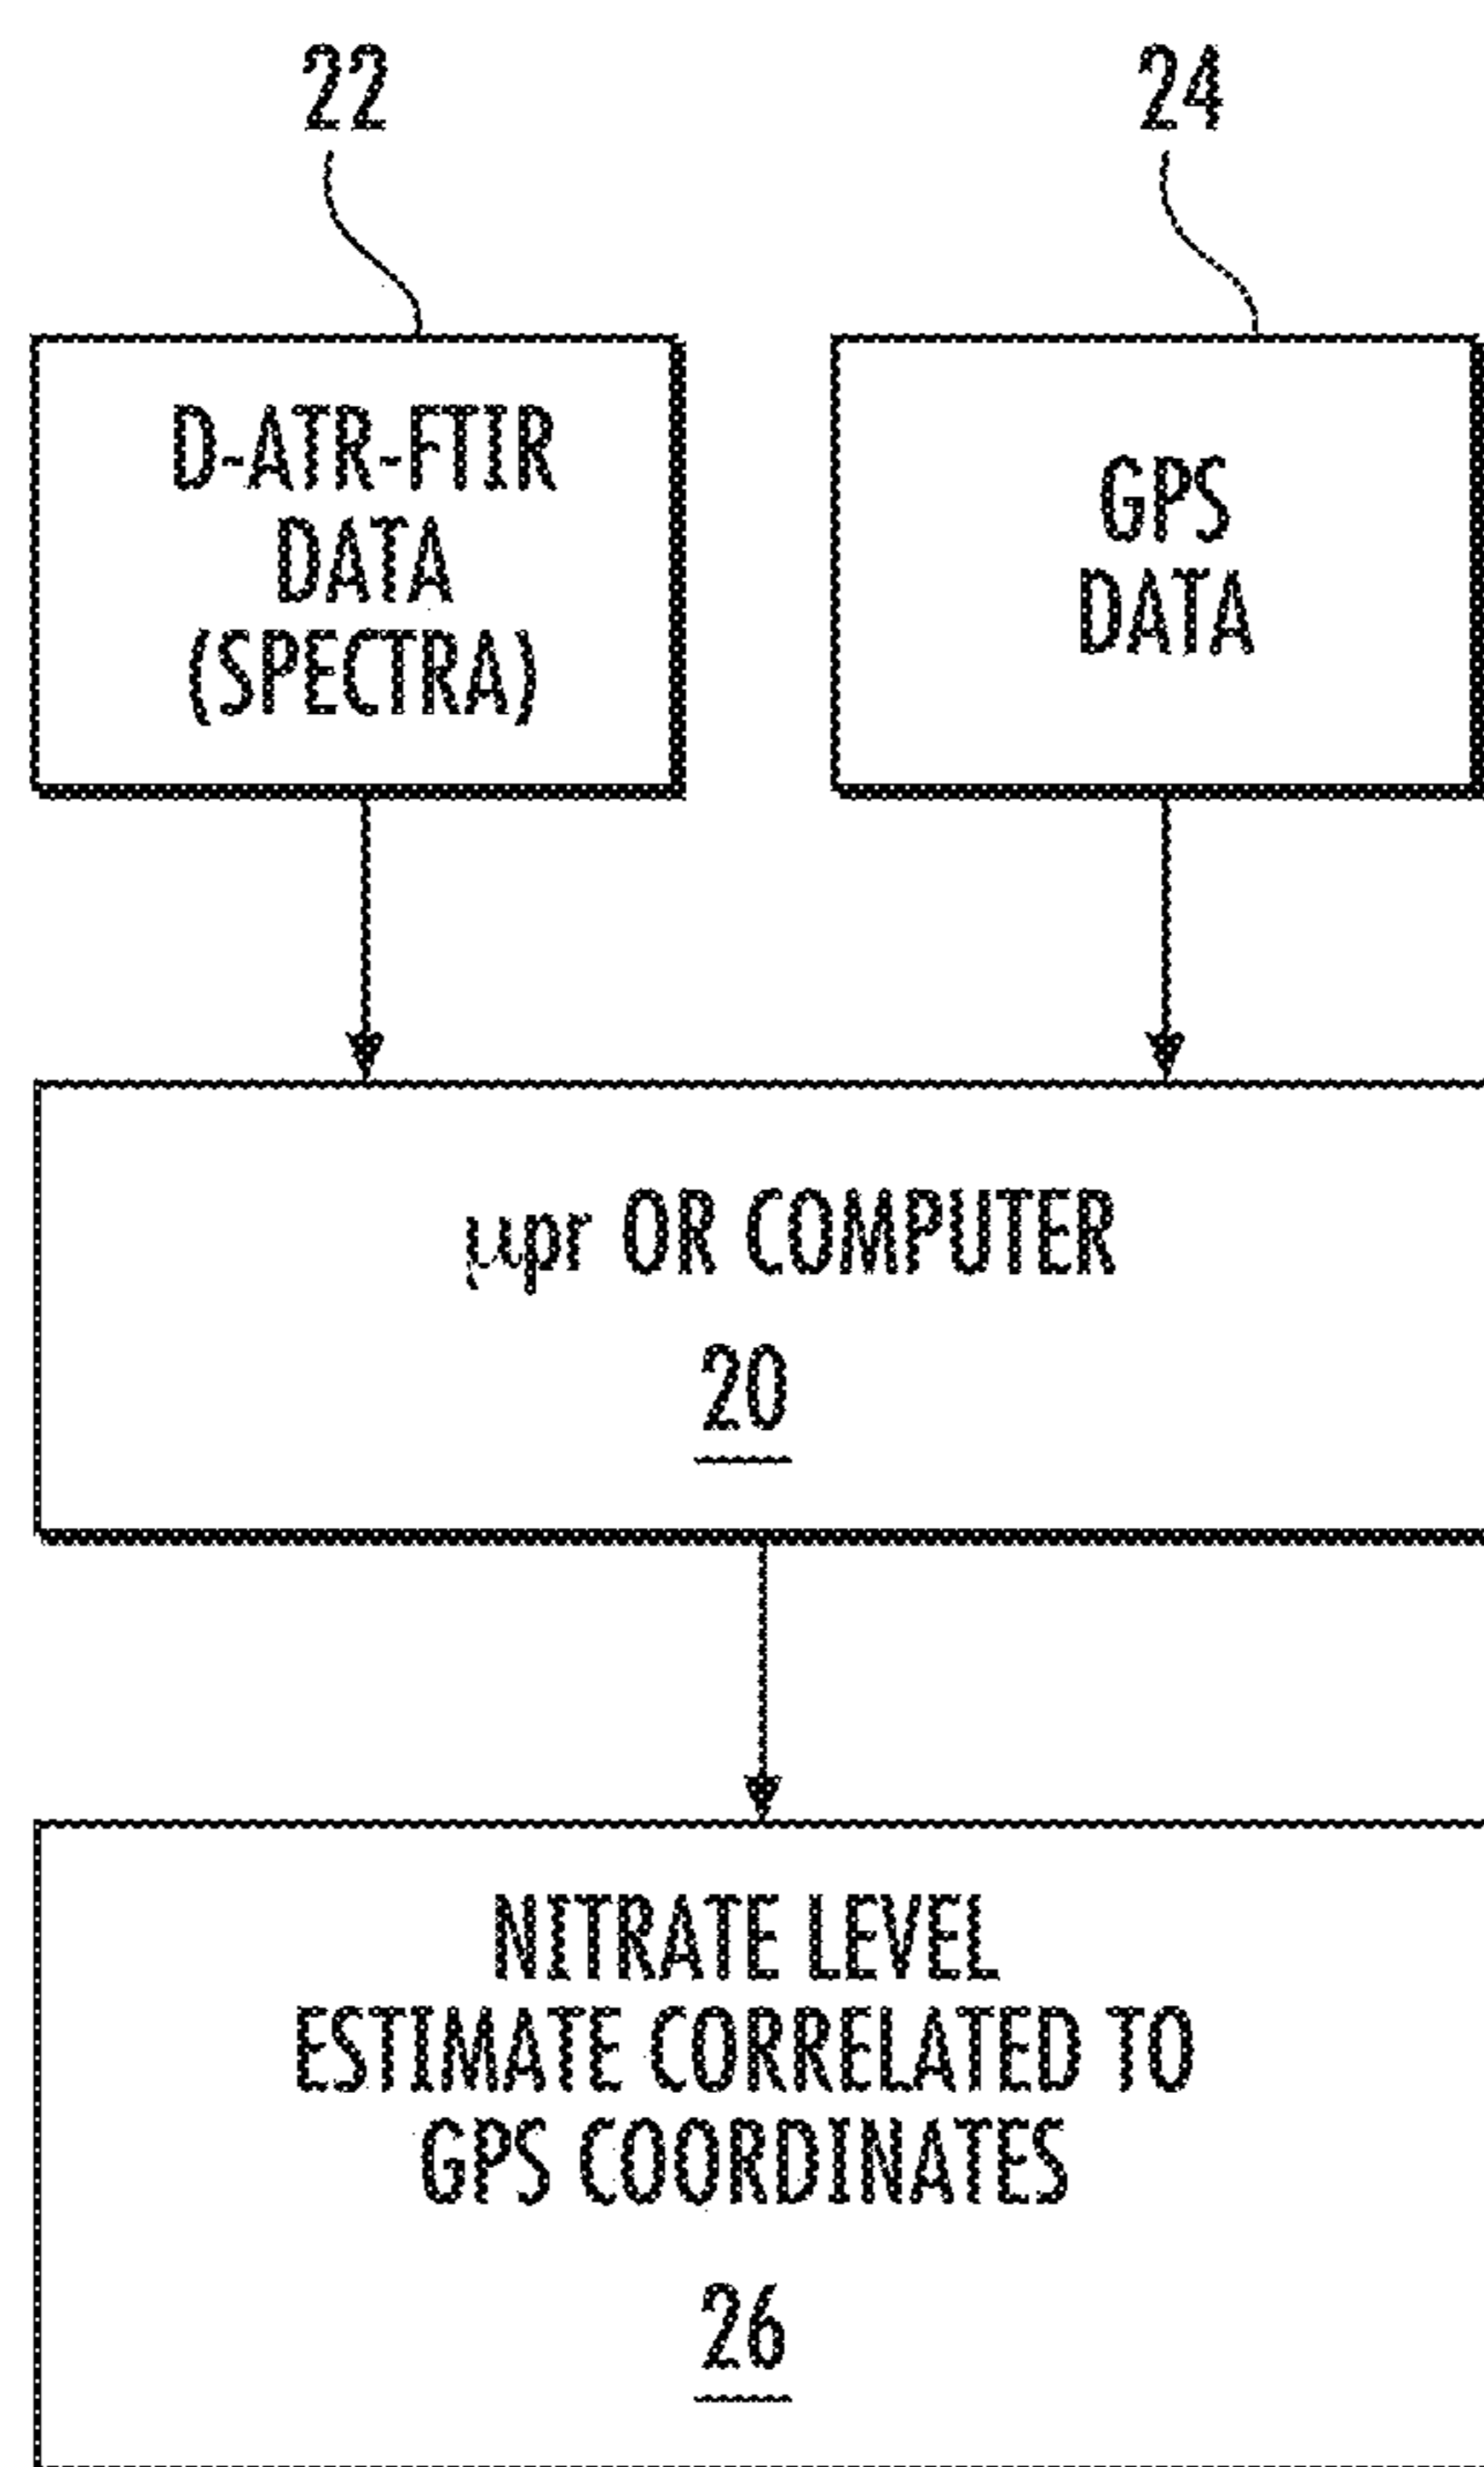 22
24
D-ATR-FTIR
DATA
(SPECTRA)
GPS
DATA
μpr OR COMPUTER
20
NITRATE LEVEL
ESTIMATE CORRELATED TO
GPS COORDINATES
26